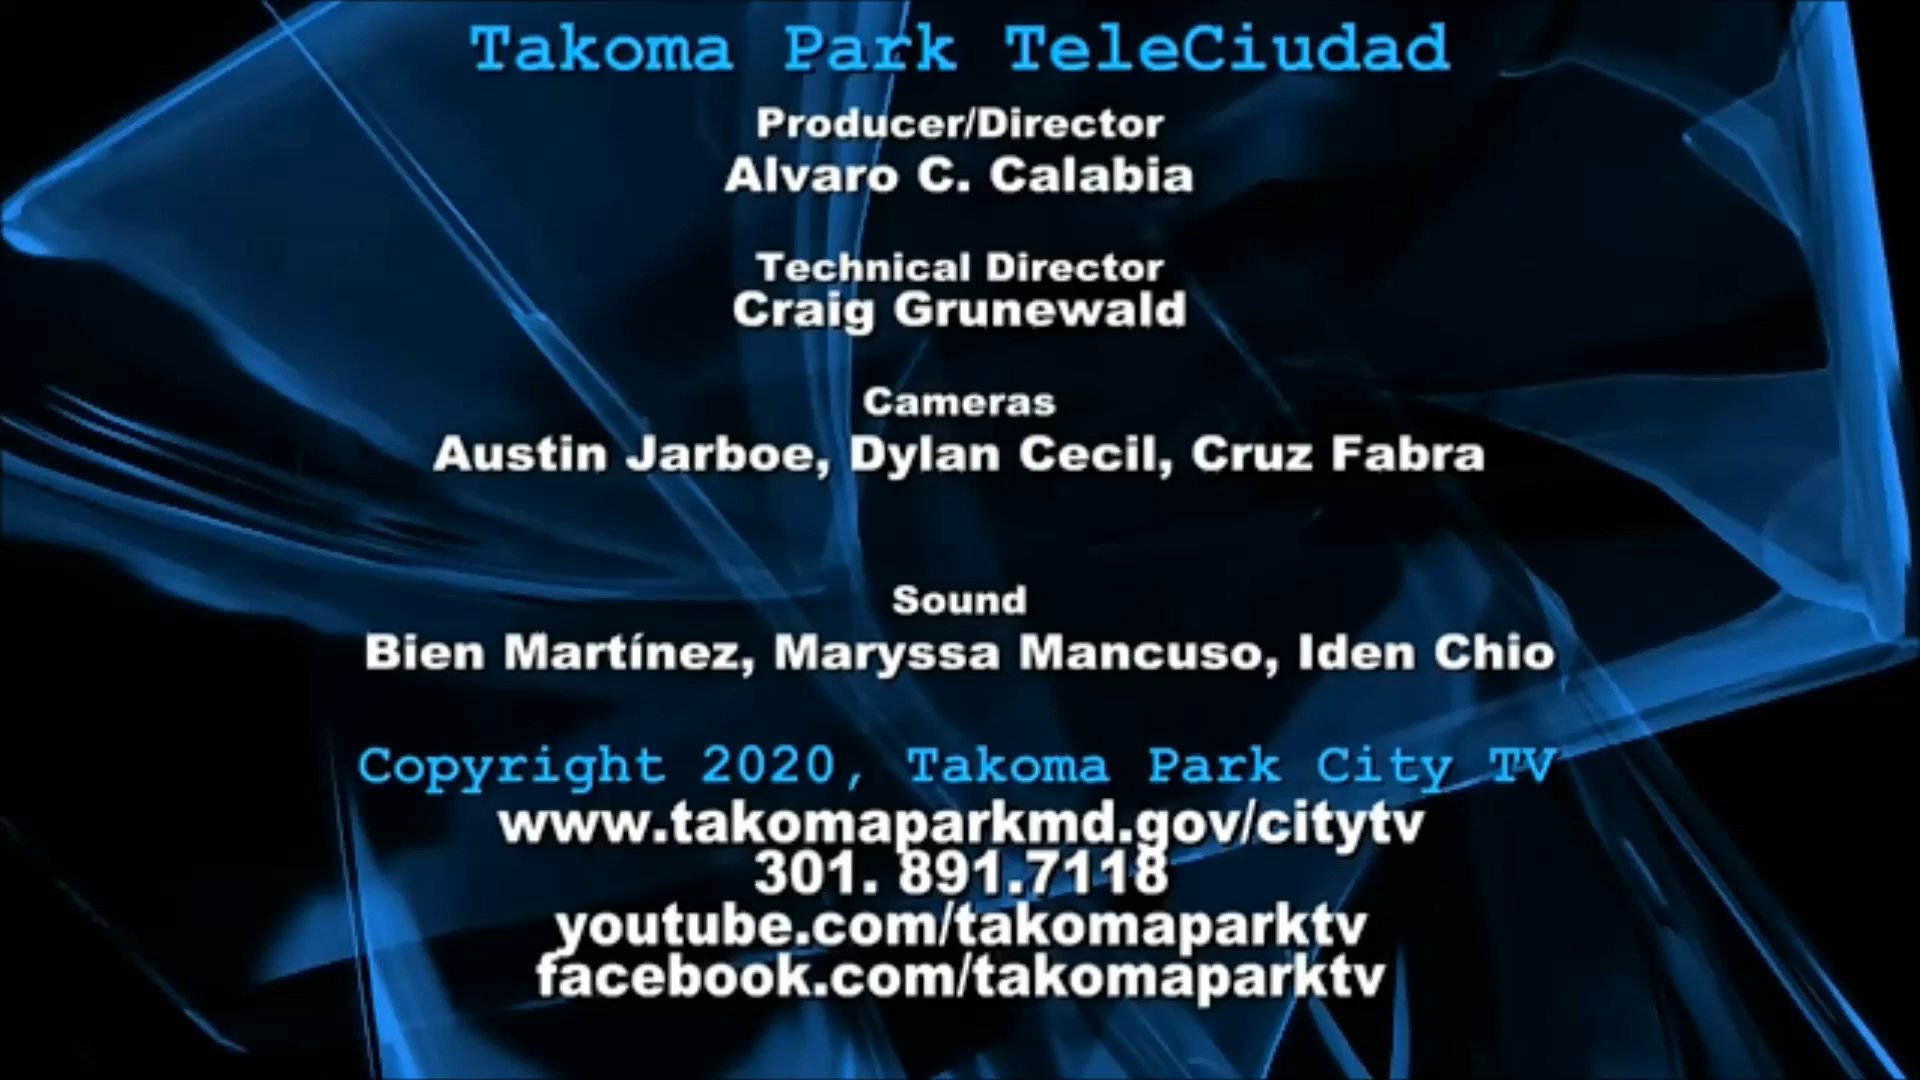 Takoma Park TeleCiudad
Producer/Director
Alvaro C. Calabia
Technical Director
Craig Grunewald
Cameras
Austin Jarboe, Dylan Cecil, Cruz Fabra
Sound
Bien Martínez, Maryssa Mancuso, Iden Chio
Copyright 2020, Takoma Park City TV
www.takomaparkmd.gov/citytv
301. 891.7118
youtube.com/takomaparktv
facebook.com/takomaparktv